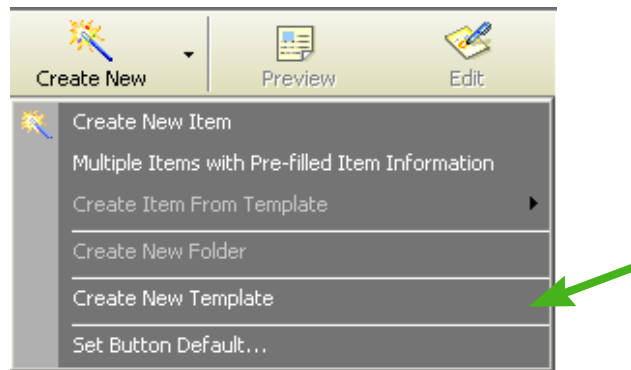 Create New Preview Edit
Create New Item
Multiple Items with Pre-filled Item Information
Create Item From Template
Create New Folder
Create New Template
Set Button Default...